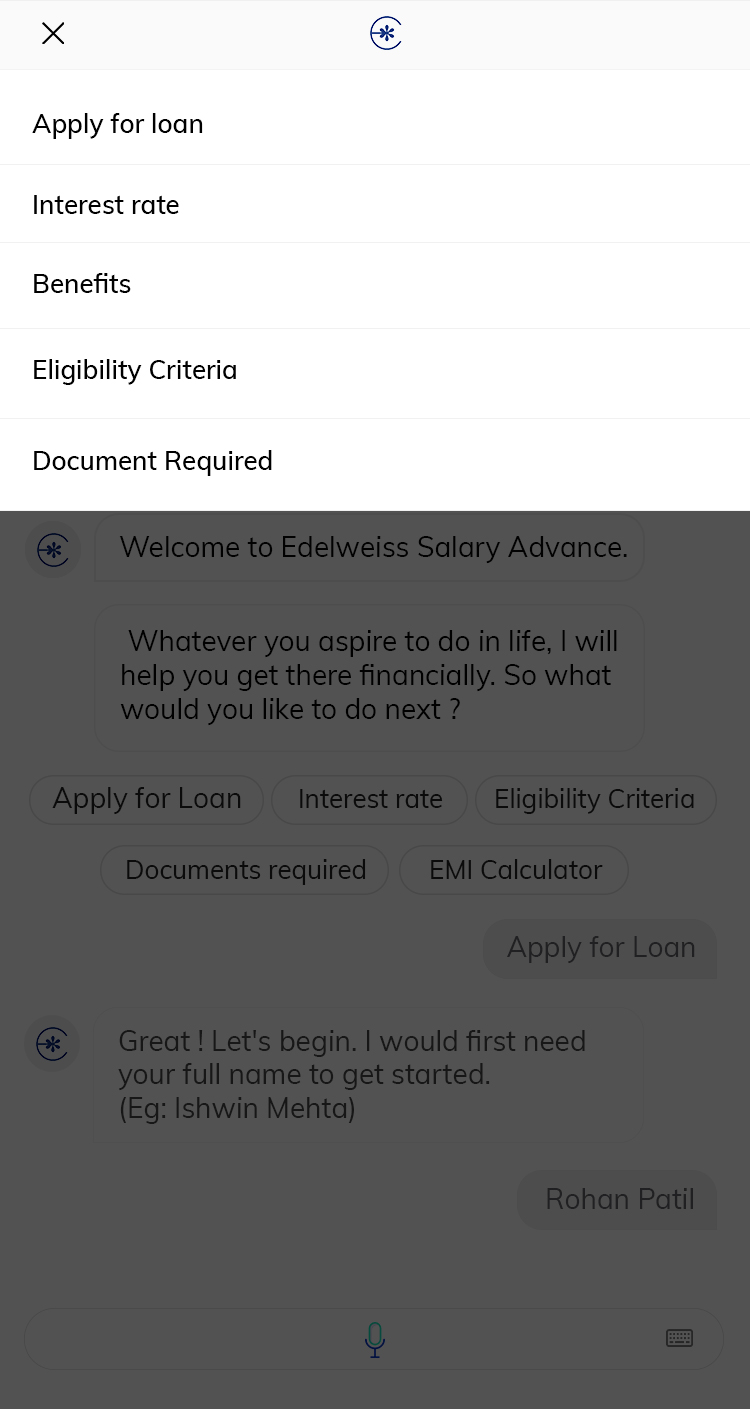 Apply for loan
Interest rate
Benefits
Eligibility Criteria
Document Required
Welcome to Edelweiss Salary Advance.
Whatever you aspire to do in life, I will
help you get there financially. So what
would you like to do next ?
Apply for Loan
Interest rate
Eligibility Criteria
Documents required
EMI Calculator
Apply for Loan
Great ! Let's begin. I would first need
your full name to get started.
(Eg: Ishwin Mehta)
Rohan Patil